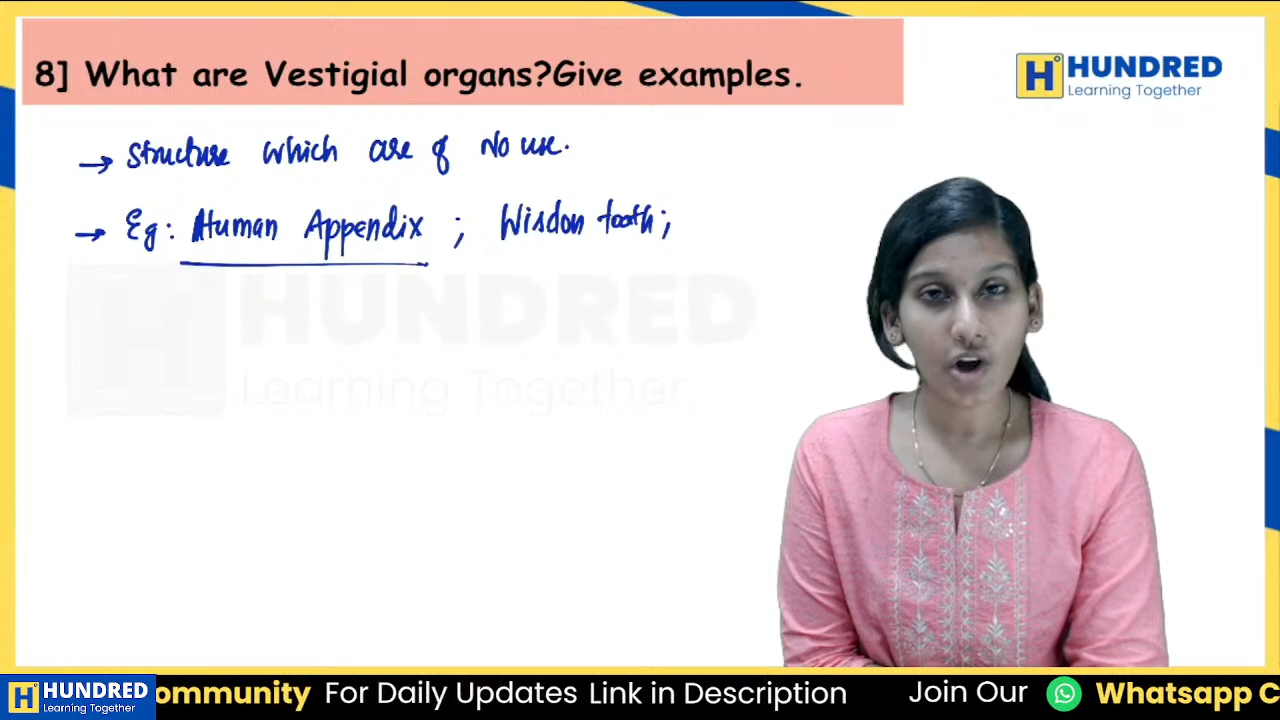 8] What are Vestigial organs?Give examples.
HUNDRED
Learning Together
→ Structure which are of No use.
→ Eg: Human Appendix ; Wisdon tooth;
HUNDRED
Learning Together
HUNDRED
Learning Together
ommunity For Daily Updates Link in Description Join Our Whatsapp C